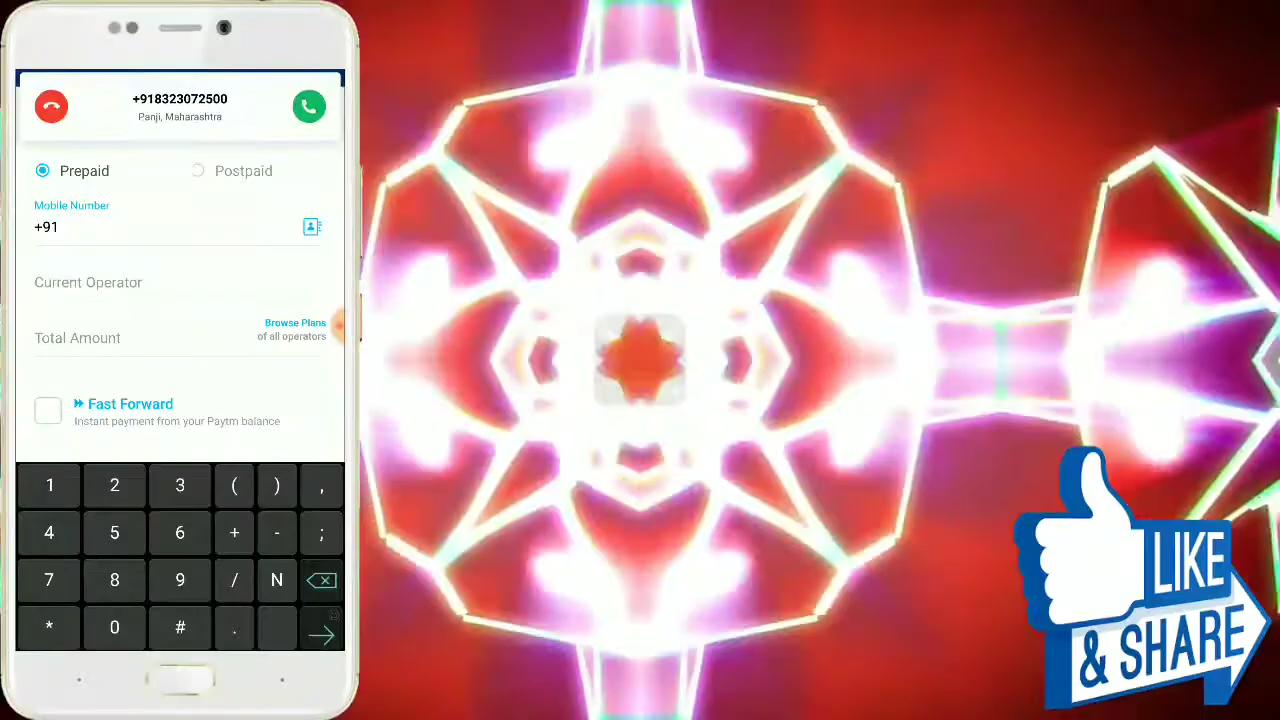 +918323072500
Panji, Maharashtra
Prepaid
Postpaid
Mobile Number
+91
Current Operator
Browse Plans
Total Amount
of all operators
Fast Forward
Instant payment from your Paytm balance
1 2 3 ( ) ,
4 5 6 + - ;
7 8 9 / N
* 0 # .
LIKE
& SHARE